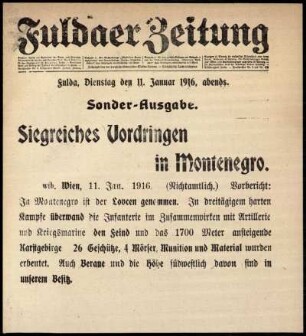 Fuldaer Zeitung
Fulda, Dienstag den 11. Januar 1916, abends.
Sonder-Ausgabe.
Siegreiches Vordringen
in Montenegro.
wtb. Wien, 11. Jan. 1916. (Nichtamtlich.) Vorbericht:
In Montenegro ist der Lovcen genommen. In dreitägigem harten
Kampfe überwand die Infanterie im Zusammenwirken mit Artillerie
und Kriegsmarine den Feind und das 1700 Meter ansteigende
Karstgebirge 26 Geschütze, 4 Mörser, Munition und Material wurden
erbeutet. Auch Berane und die Höhe südwestlich davon sind in
unserem Besitz.